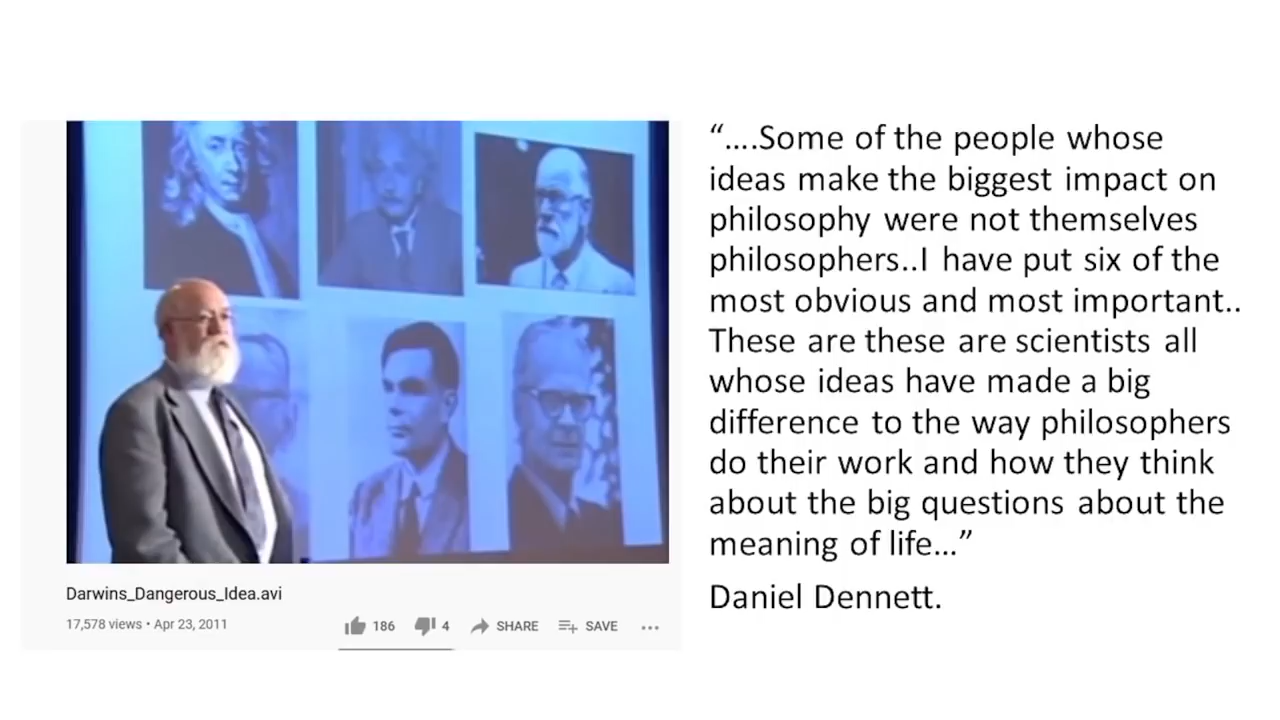 “....Some of the people whose
ideas make the biggest impact on
philosophy were not themselves
philosophers..I have put six of the
most obvious and most important..
These are these are scientists all
whose ideas have made a big
difference to the way philosophers
do their work and how they think
about the big questions about the
meaning of life...”
Daniel Dennett.
Darwins_Dangerous_Idea.avi
17,578 views • Apr 23, 2011
186
4
SHARE
SAVE